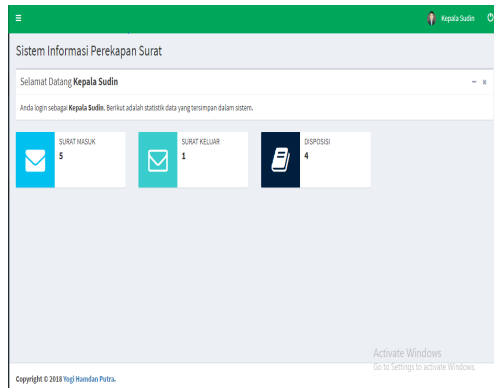 Kepala Sudin
Sistem Informasi Perekapan Surat
Selamat Datang Kepala Sudin
Anda login sebagai Kepala Sudin. Berikut adalah statistik data yang tersimpan dalam sistem.
SURAT MASUK
5
SURAT KELUAR
1
DISPOSISI
4
Activate Windows
Go to Settings to activate Windows.
Copyright © 2018 Yogi Hamdan Putra.